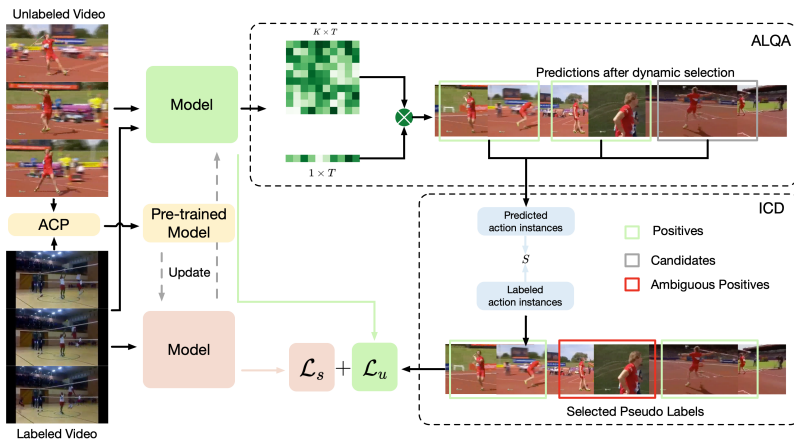 Unlabeled Video
ACP
Labeled Video
Model
Pre-trained
Model
Update
Model
K × T
1 × T
ALQA
Predictions after dynamic selection
ICD
Predicted
action instances
S
Labeled
action instances
Positives
Candidates
Ambiguous Positives
ℒs + ℒu
Selected Pseudo Labels